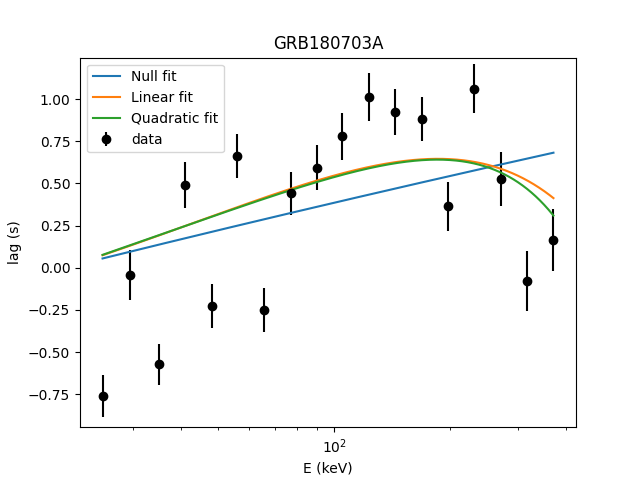 GRB180703A
Null fit
Linear fit
Quadratic fit
data
lag (s)
1.00
0.75
0.50
0.25
0.00
−0.25
−0.50
−0.75
10²
E (keV)